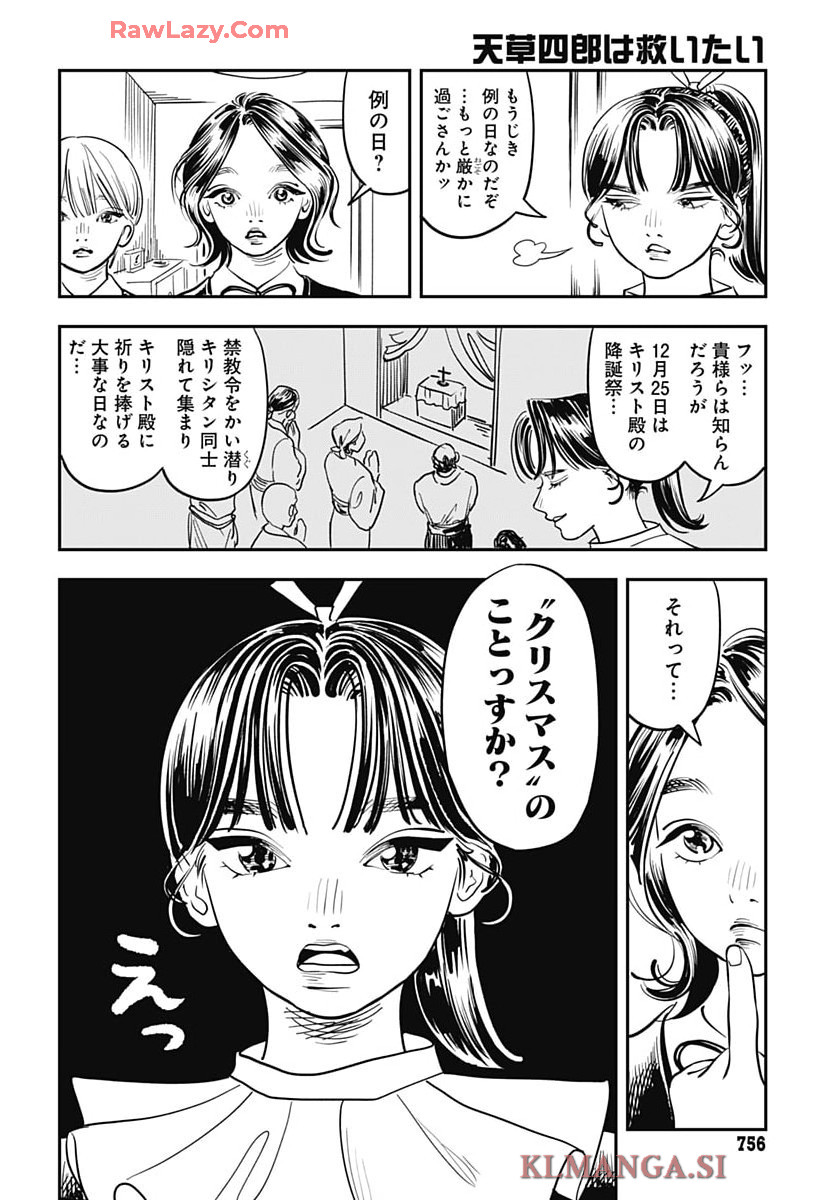 RawLazy.Com
天草四郎は救いたい
もうじき
例の日なのだぞ
…もっと厳かに
おごそ
過ごさんかッ
例の日？
フッ…
貴様らは知らん
だろうが
12月25日は
キリスト殿の
降誕祭…
禁教令をかい潜り
くぐ
キリシタン同士
隠れて集まり
キリスト殿に
祈りを捧げる
大事な日なの
だ…
それって…
〝クリスマス〟の
ことっすか？
えっ
756
KLMANGA.SI